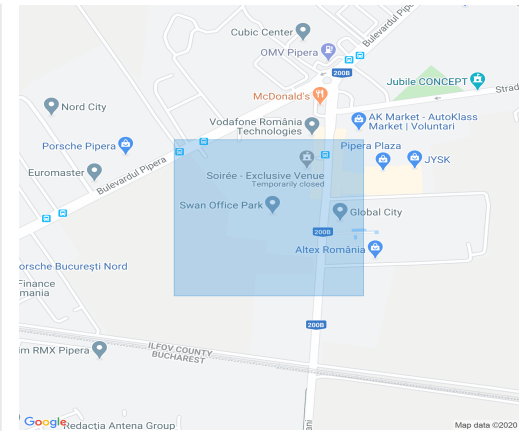 Cubic Center
Bulevardul Pipera
OMV Pipera
200B
Jubile CONCEPT
McDonald's
Strad
Nord City
Vodafone România
Technologies
AK Market - AutoKlass
Market | Voluntari
Porsche Pipera
Pipera Plaza
JYSK
Euromaster
Bulevardul Pipera
Soirée - Exclusive Venue
Temporarily closed
Swan Office Park
Global City
200B
Altex România
orsche București Nord
Finance
mania
200B
ILFOV COUNTY
BUCHAREST
im RMX Pipera
Google
Redacția Antena Group
Map data ©2020